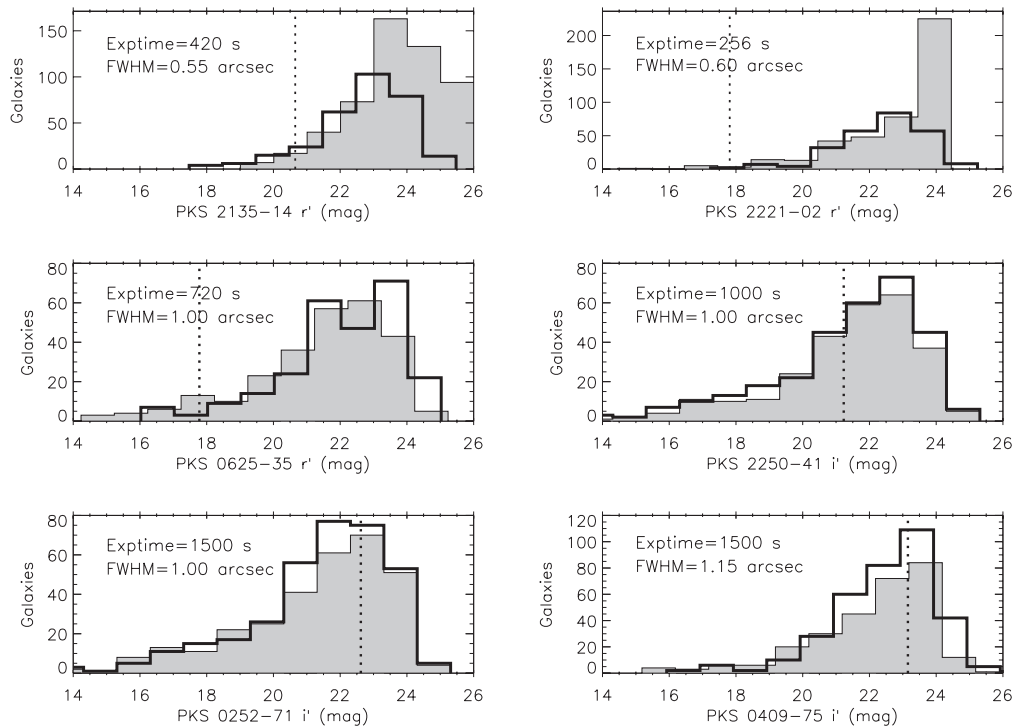 150
100
50
0
Galaxies
Exptime=420 s
FWHM=0.55 arcsec
14 16 18 20 22 24 26
PKS 2135-14 r' (mag)
200
150
100
50
0
Galaxies
Exptime=256 s
FWHM=0.60 arcsec
14 16 18 20 22 24 26
PKS 2221-02 r' (mag)
80
60
40
20
0
Galaxies
Exptime=720 s
FWHM=1.00 arcsec
14 16 18 20 22 24 26
PKS 0625-35 r' (mag)
80
60
40
20
0
Galaxies
Exptime=1000 s
FWHM=1.00 arcsec
14 16 18 20 22 24 26
PKS 2250-41 i' (mag)
80
60
40
20
0
Galaxies
Exptime=1500 s
FWHM=1.00 arcsec
14 16 18 20 22 24 26
PKS 0252-71 i' (mag)
120
100
80
60
40
20
0
Galaxies
Exptime=1500 s
FWHM=1.15 arcsec
14 16 18 20 22 24 26
PKS 0409-75 i' (mag)